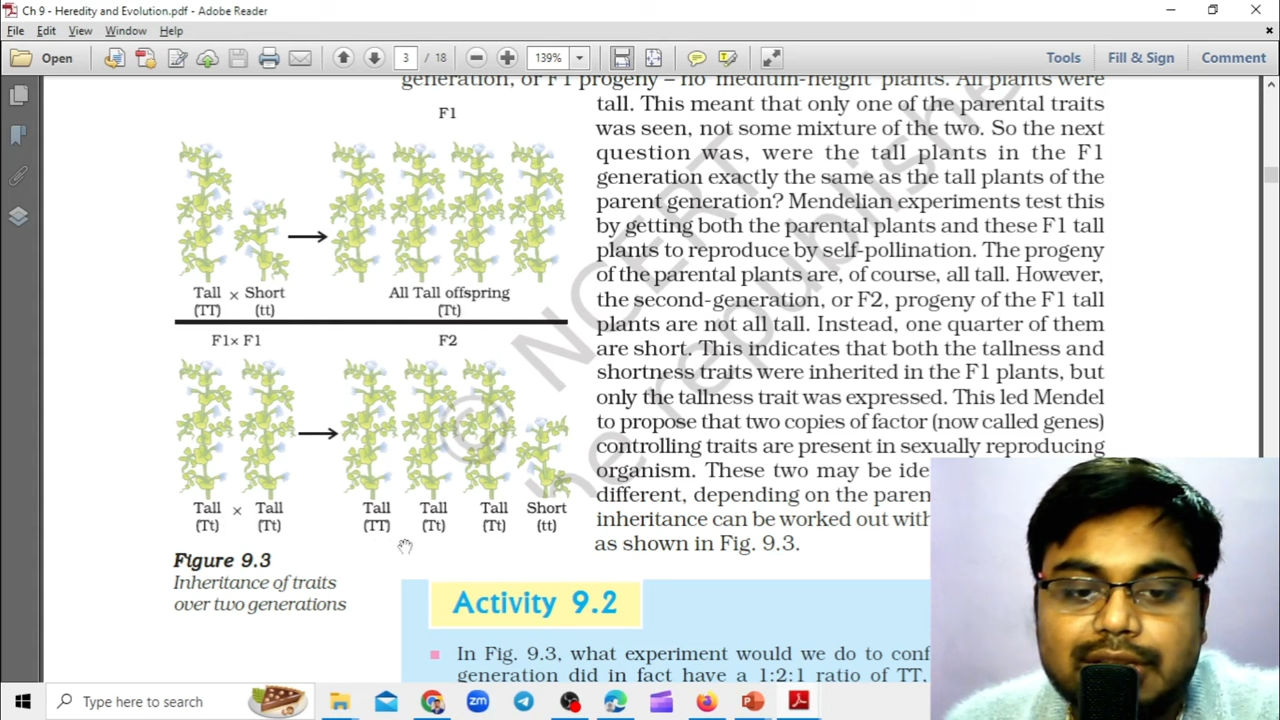 Ch 9 - Heredity and Evolution.pdf - Adobe Reader
File Edit View Window Help
Open 3 / 18 139% Tools Fill & Sign Comment
generation, or F1 progeny – no medium-height plants. All plants were
tall. This meant that only one of the parental traits
was seen, not some mixture of the two. So the next
question was, were the tall plants in the F1
generation exactly the same as the tall plants of the
parent generation? Mendelian experiments test this
by getting both the parental plants and these F1 tall
plants to reproduce by self-pollination. The progeny
of the parental plants are, of course, all tall. However,
the second-generation, or F2, progeny of the F1 tall
plants are not all tall. Instead, one quarter of them
are short. This indicates that both the tallness and
shortness traits were inherited in the F1 plants, but
only the tallness trait was expressed. This led Mendel
to propose that two copies of factor (now called genes)
controlling traits are present in sexually reproducing
organism. These two may be
different, depending on the
inheritance can be worked out
as shown in Fig. 9.3.
F1
Tall × Short
(TT) (tt)
All Tall offspring
(Tt)
F1× F1 F2
Tall × Tall Tall Tall Tall Short
(Tt) (Tt) (TT) (Tt) (Tt) (tt)
Figure 9.3
Inheritance of traits
over two generations
Activity 9.2
In Fig. 9.3, what experiment would we do to
generation did in fact have a 1:2:1 ratio of TT,
© NCERT
Type here to search